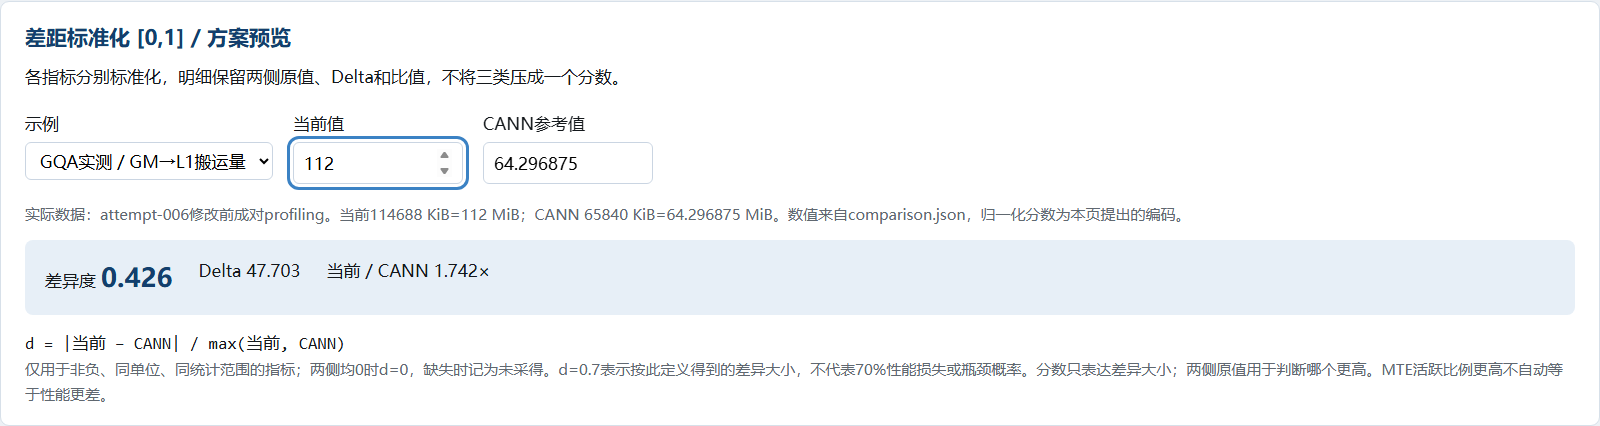 差距标准化 [0,1] / 方案预览
各指标分别标准化，明细保留两侧原值、Delta和比值，不将三类压成一个分数。
示例 当前值 CANN参考值
GQA实测 / GM→L1搬运量 112 64.296875
实际数据：attempt-006修改前成对profiling。当前114688 KiB=112 MiB；CANN 65840 KiB=64.296875 MiB。数值来自comparison.json，归一化分数为本页提出的编码。
差异度 0.426 Delta 47.703 当前 / CANN 1.742×
d = |当前 − CANN| / max(当前, CANN)
仅用于非负、同单位、同统计范围的指标；两侧均0时d=0，缺失时记为未采得。d=0.7表示按此定义得到的差异大小，不代表70%性能损失或瓶颈概率。分数只表达差异大小；两侧原值用于判断哪个更高。MTE活跃比例更高不自动等
于性能更差。